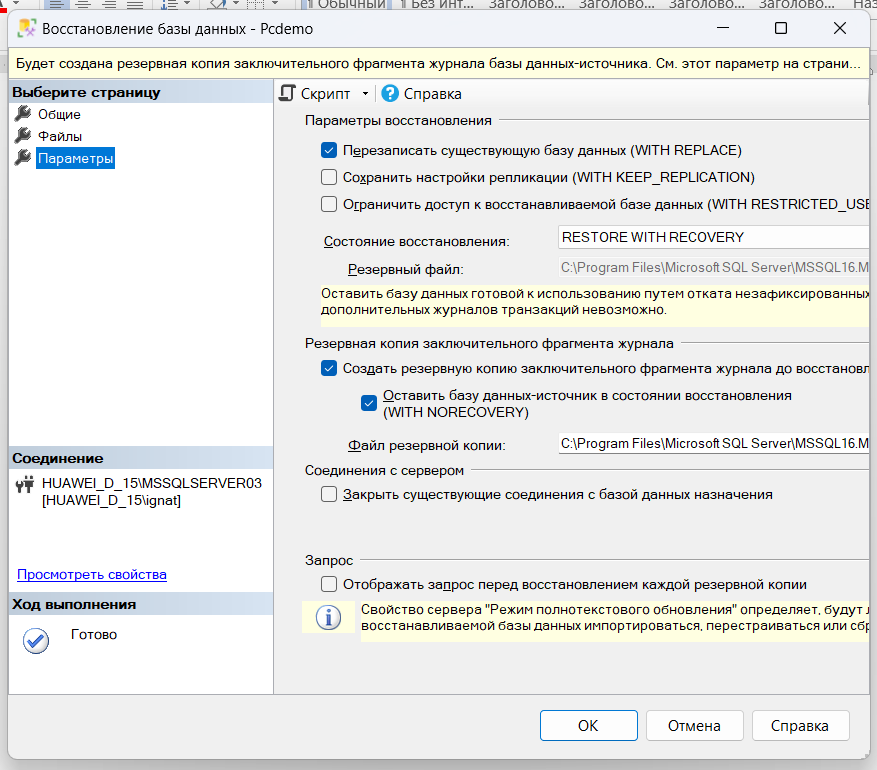 1 Обычный
1 Без инт...
Заголово...
Заголово...
Заголово...
Заголово...
Восстановление базы данных - Pcdemo
Будет создана резервная копия заключительного фрагмента журнала базы данных-источника. См. этот параметр на страни...
Выберите страницу
Общие
Файлы
Параметры
Скрипт
Справка
Параметры восстановления
Перезаписать существующую базу данных (WITH REPLACE)
Сохранить настройки репликации (WITH KEEP_REPLICATION)
Ограничить доступ к восстанавливаемой базе данных (WITH RESTRICTED_USE
Состояние восстановления:
RESTORE WITH RECOVERY
Резервный файл:
C:\Program Files\Microsoft SQL Server\MSSQL16.M
Оставить базу данных готовой к использованию путем отката незафиксированных
дополнительных журналов транзакций невозможно.
Резервная копия заключительного фрагмента журнала
Создать резервную копию заключительного фрагмента журнала до восстановл
Оставить базу данных-источник в состоянии восстановления
(WITH NORECOVERY)
Файл резервной копии:
C:\Program Files\Microsoft SQL Server\MSSQL16.M
Соединения с сервером
Закрыть существующие соединения с базой данных назначения
Запрос
Отображать запрос перед восстановлением каждой резервной копии
Свойство сервера "Режим полнотекстового обновления" определяет, будут л
восстанавливаемой базы данных импортироваться, перестраиваться или сбр
Соединение
HUAWEI_D_15\MSSQLSERVER03
[HUAWEI_D_15\ignat]
Просмотреть свойства
Ход выполнения
Готово
OK
Отмена
Справка